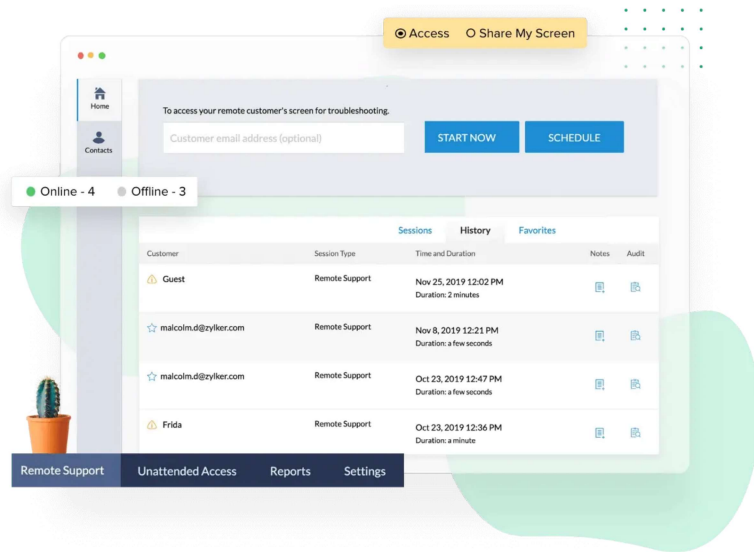 Access Share My Screen
Home
To access your remote customer's screen for troubleshooting.
Customer email address (optional)
START NOW
SCHEDULE
Contacts
Online - 4 Offline - 3
Sessions History Favorites
Customer Session Type Time and Duration Notes Audit
Guest Remote Support Nov 25, 2019 12:02 PM
Duration: 2 minutes
malcolm.d@zylker.com Remote Support Nov 8, 2019 12:21 PM
Duration: a few seconds
malcolm.d@zylker.com Remote Support Oct 23, 2019 12:47 PM
Duration: a few seconds
Frida Remote Support Oct 23, 2019 12:36 PM
Duration: a minute
Remote Support Unattended Access Reports Settings